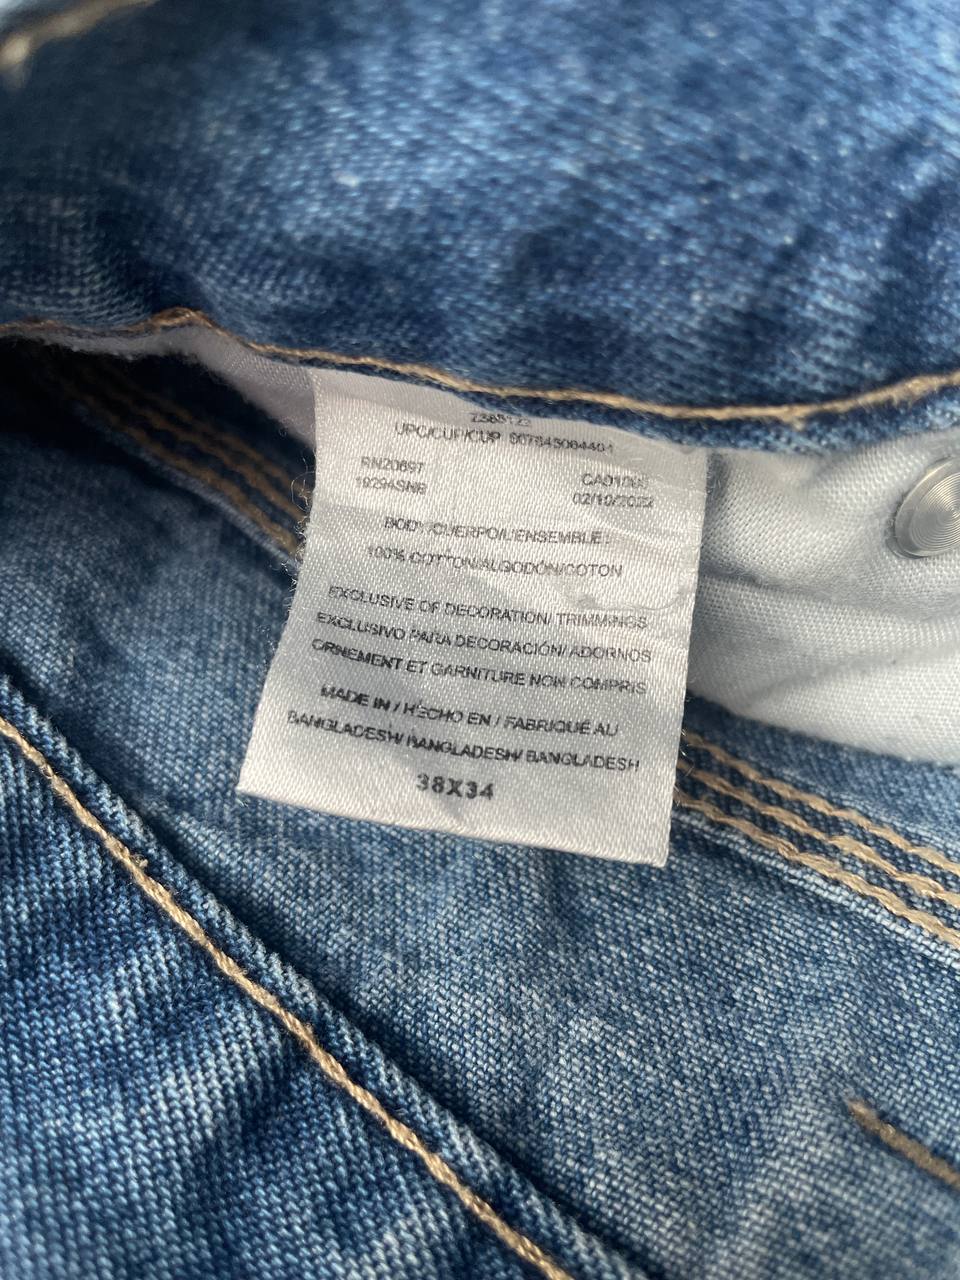 UPC/CUP/CUP
RN20697
19294SNR
02/10/2022
BODY/CUERPO/L'ENSEMBLE:
100% COTTON/ALGODÓN/COTON
EXCLUSIVE OF DECORATION/ TRIMMINGS
EXCLUSIVO PARA DECORACIÓN/ ADORNOS
ORNEMENT ET GARNITURE NON COMPRIS
MADE IN / HECHO EN / FABRIQUÉ AU
BANGLADESH/ BANGLADESH/ BANGLADESH
38X34